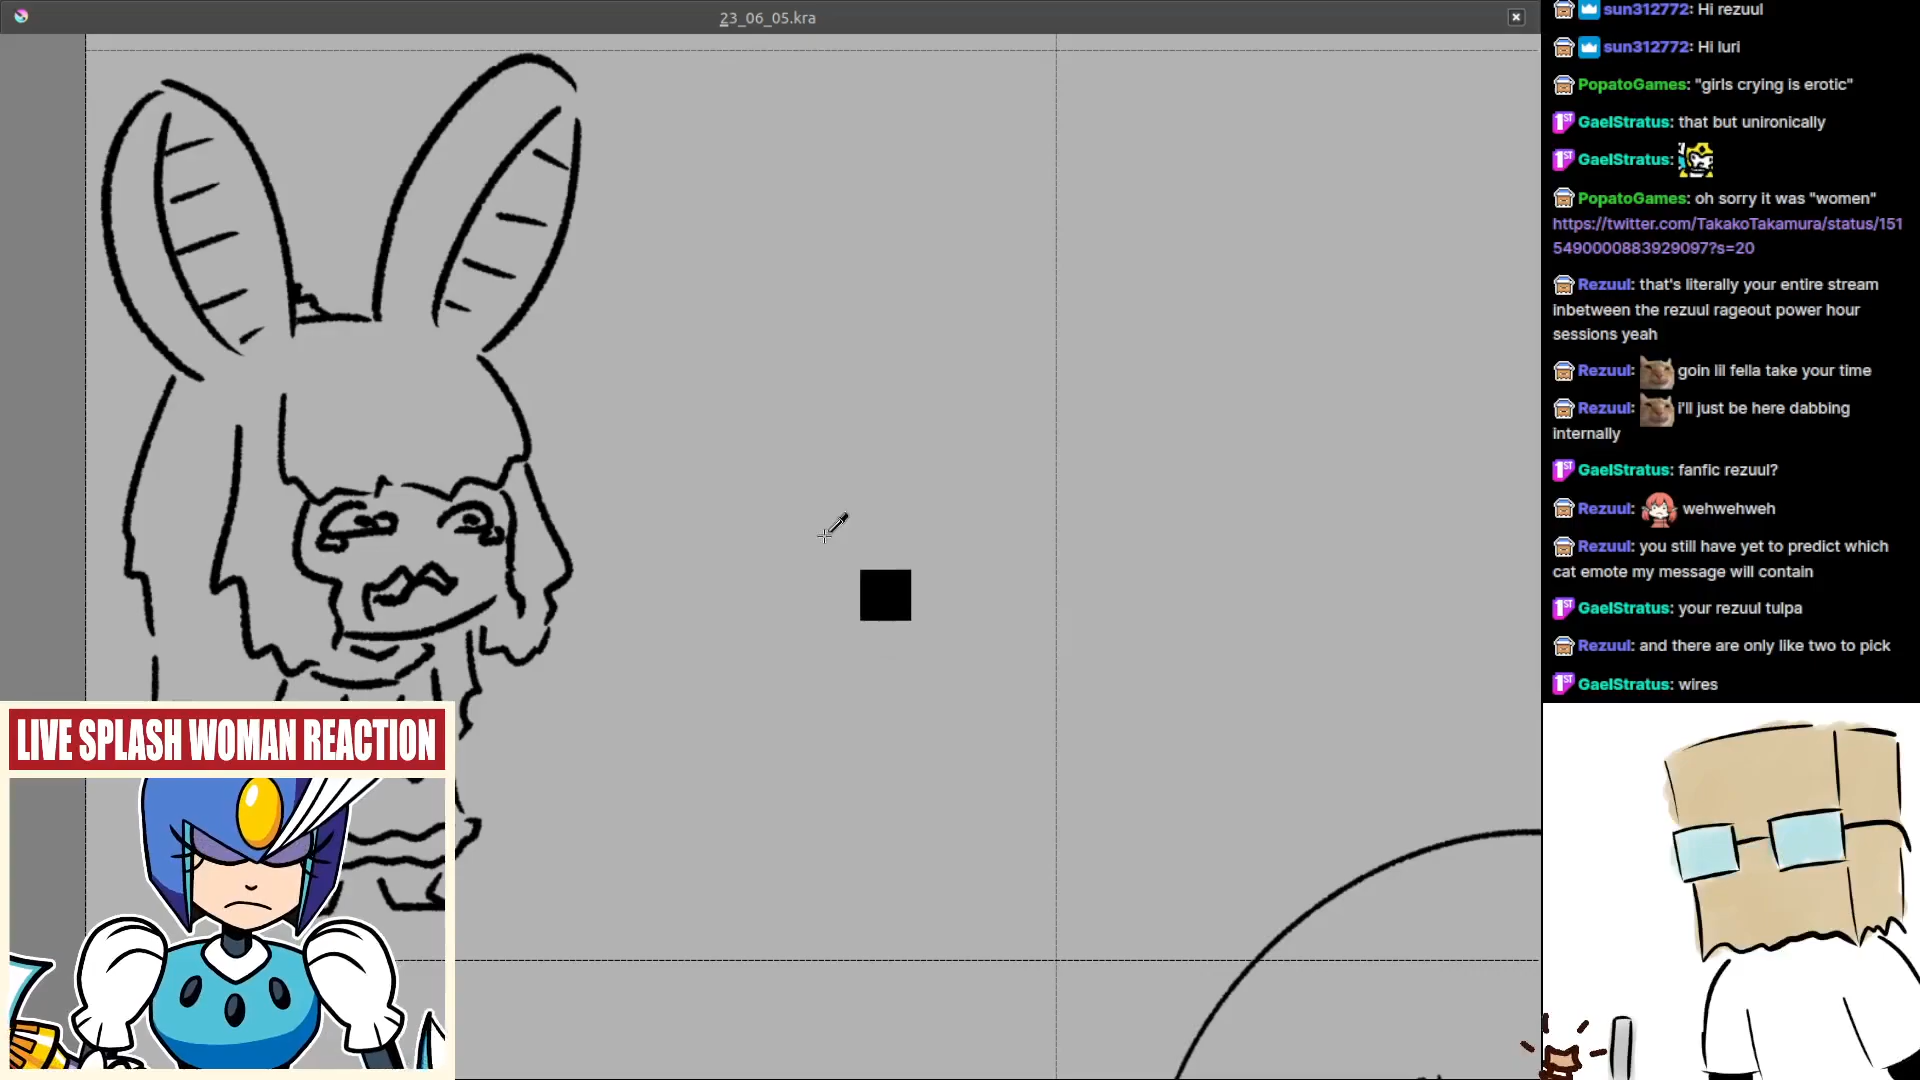 23_06_05.kra
sun312772: Hi rezuul
sun312772: Hi luri
PopatoGames: "girls crying is erotic"
GaelStratus: that but unironically
GaelStratus:
PopatoGames: oh sorry it was "women"
https://twitter.com/TakakoTakamura/status/151
5490000883929097?s=20
Rezuul: that's literally your entire stream
inbetween the rezuul rageout power hour
sessions yeah
Rezuul: goin lil fella take your time
Rezuul: i'll just be here dabbing
internally
GaelStratus: fanfic rezuul?
Rezuul: wehwehweh
Rezuul: you still have yet to predict which
cat emote my message will contain
GaelStratus: your rezuul tulpa
Rezuul: and there are only like two to pick
GaelStratus: wires
LIVE SPLASH WOMAN REACTION